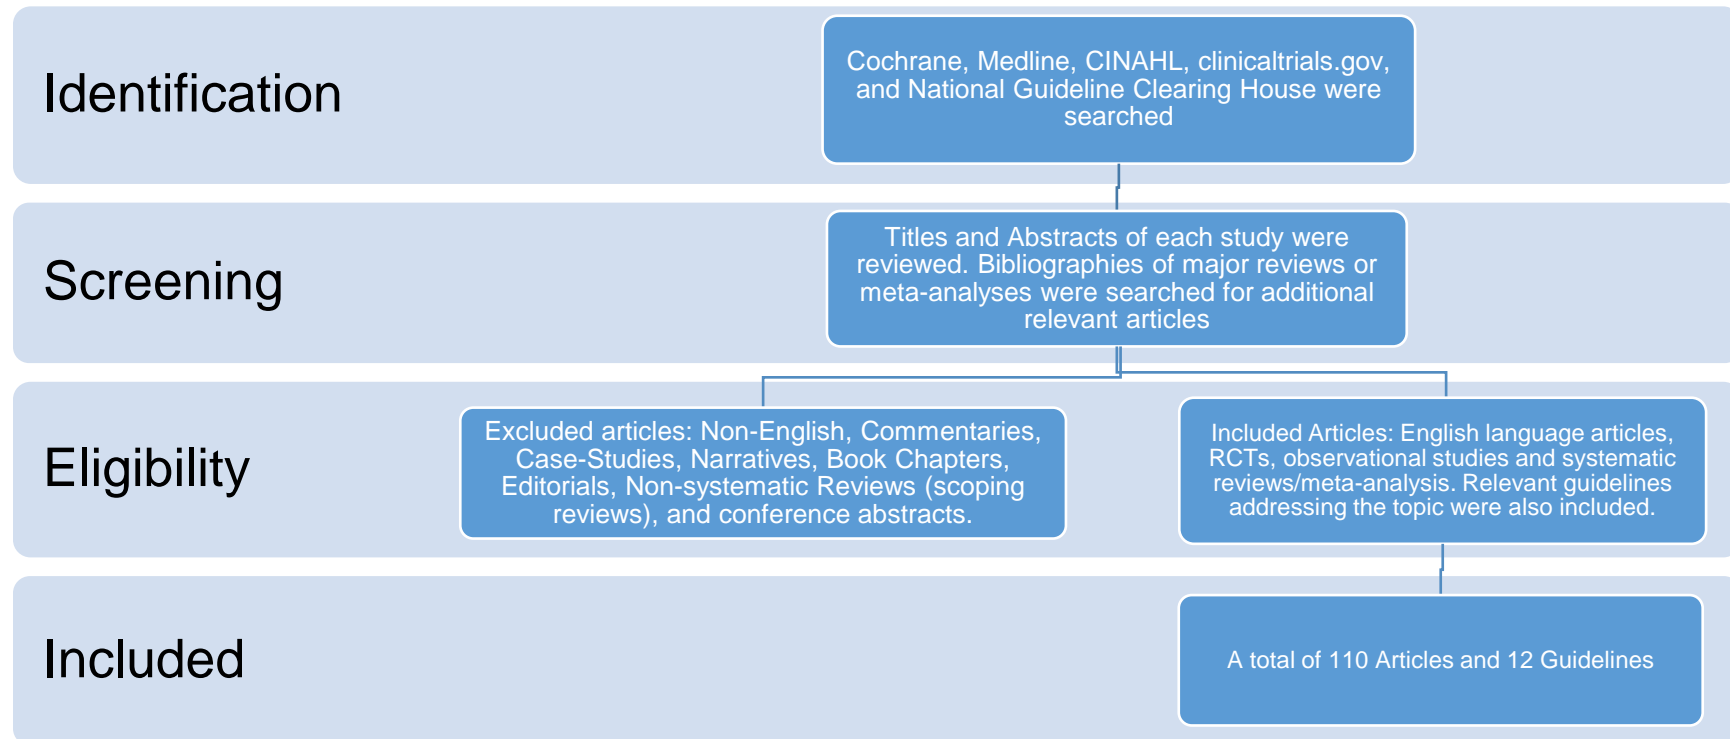 Identification
Cochrane, Medline, CINAHL, clinicaltrials.gov,
and National Guideline Clearing House were
searched
Screening
Titles and Abstracts of each study were
reviewed. Bibliographies of major reviews or
meta-analyses were searched for additional
relevant articles
Eligibility
Excluded articles: Non-English, Commentaries,
Case-Studies, Narratives, Book Chapters,
Editorials, Non-systematic Reviews (scoping
reviews), and conference abstracts.
Included Articles: English language articles,
RCTs, observational studies and systematic
reviews/meta-analysis. Relevant guidelines
addressing the topic were also included.
Included
A total of 110 Articles and 12 Guidelines